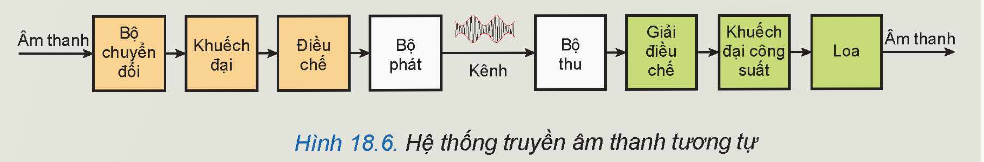 Âm thanh
Bộ
chuyển
đổi
Khuếch
đại
Điều
chế
Bộ
phát
Kênh
Bộ
thu
Giải
điều
chế
Khuếch
đại công
suất
Loa
Âm thanh
Hình 18.6. Hệ thống truyền âm thanh tương tự